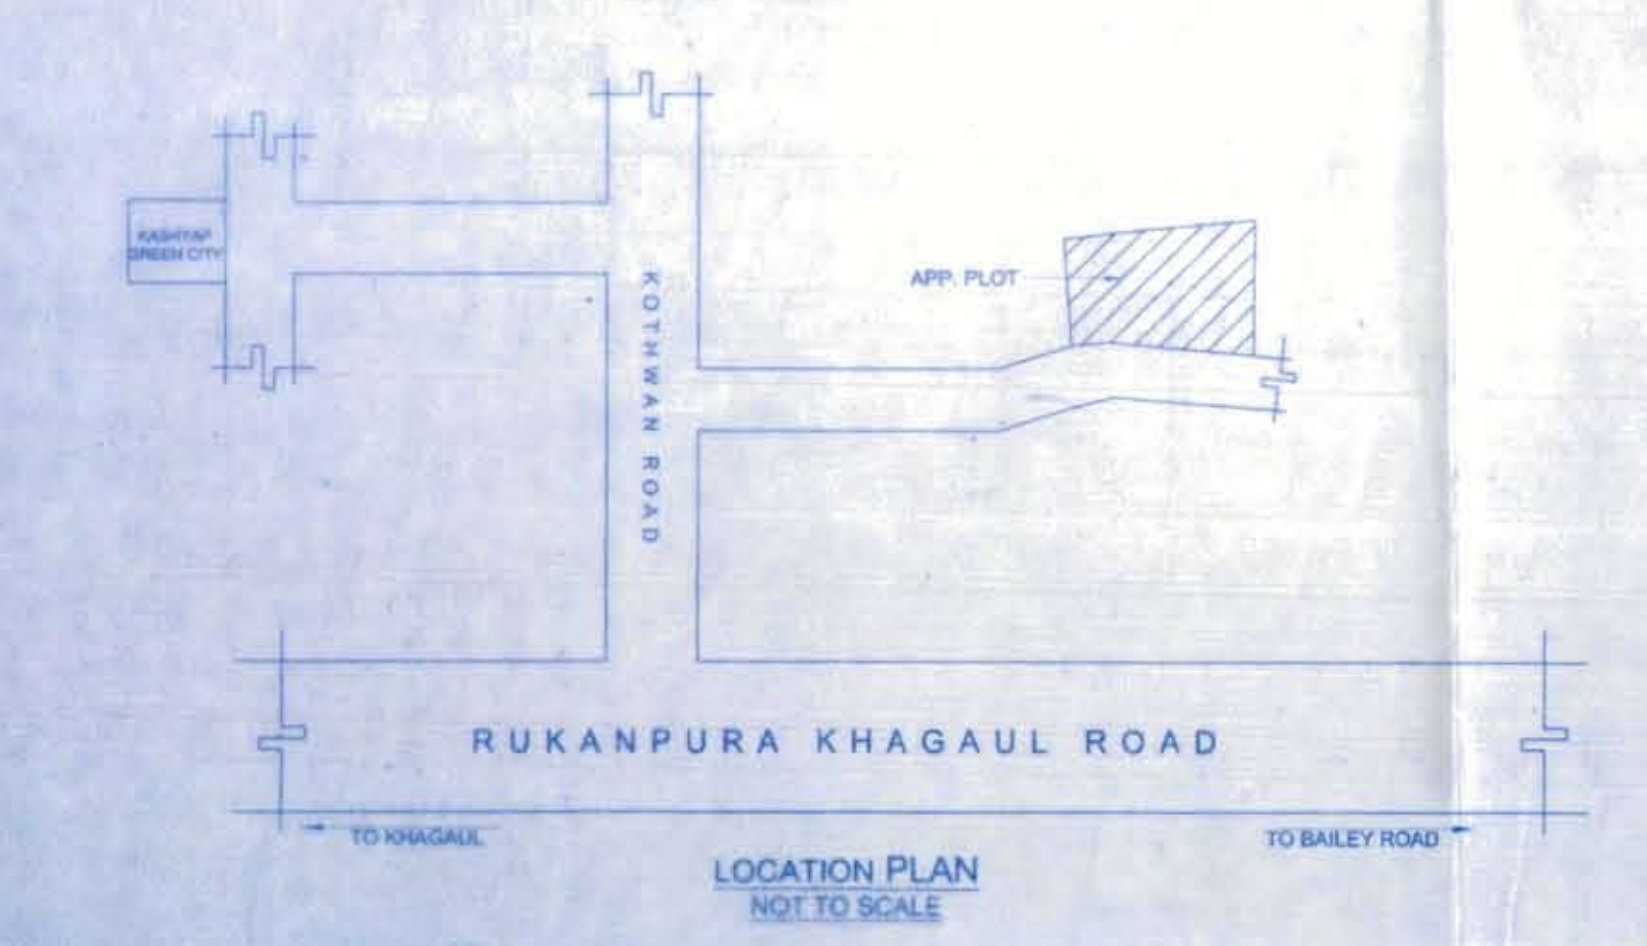 KASHYAP
GREEN CITY
APP. PLOT
KOTHWAN ROAD
RUKANPURA KHAGAUL ROAD
TO KHAGAUL
TO BAILEY ROAD
LOCATION PLAN
NOT TO SCALE